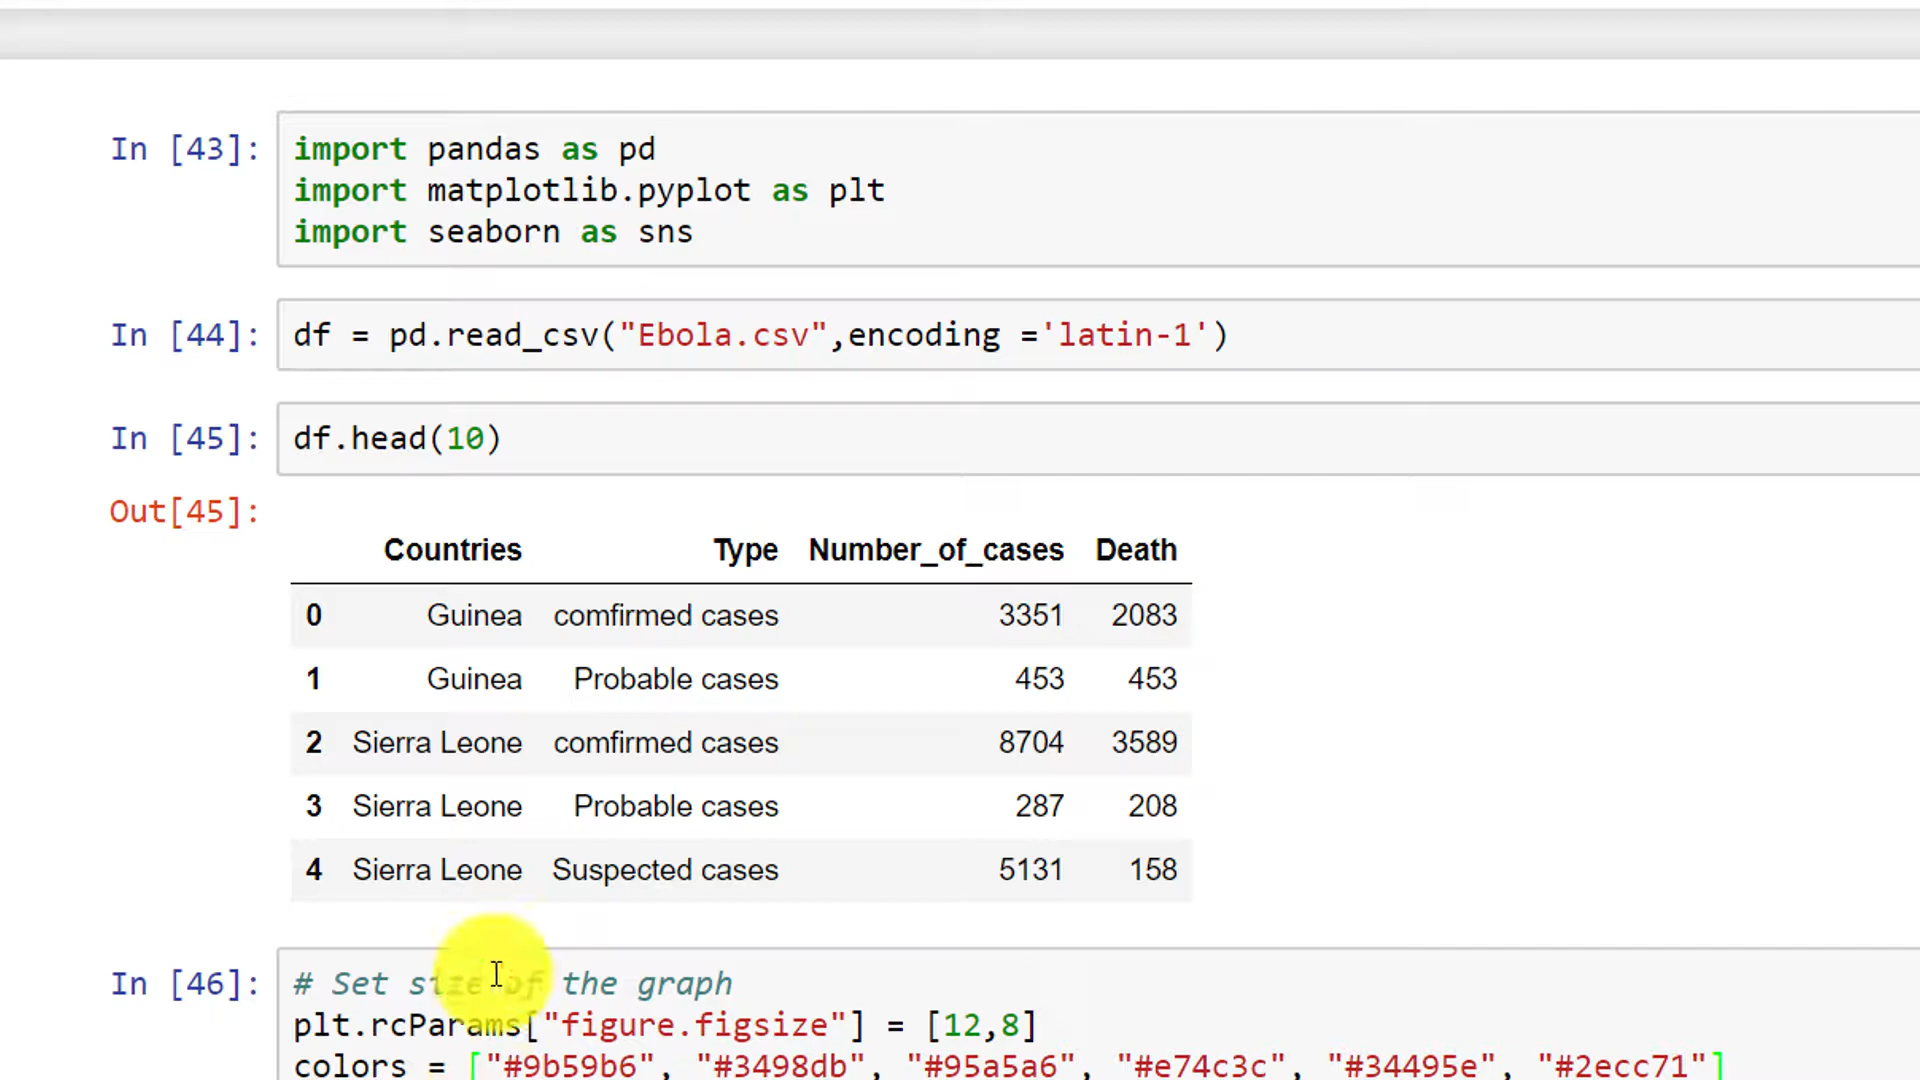 In [43]: import pandas as pd
import matplotlib.pyplot as plt
import seaborn as sns
In [44]: df = pd.read_csv("Ebola.csv",encoding ='latin-1')
In [45]: df.head(10)
Out[45]:
Countries Type Number_of_cases Death
0 Guinea comfirmed cases 3351 2083
1 Guinea Probable cases 453 453
2 Sierra Leone comfirmed cases 8704 3589
3 Sierra Leone Probable cases 287 208
4 Sierra Leone Suspected cases 5131 158
In [46]: # Set size of the graph
plt.rcParams["figure.figsize"] = [12,8]
colors = ["#9b59b6", "#3498db", "#95a5a6", "#e74c3c", "#34495e", "#2ecc71"]